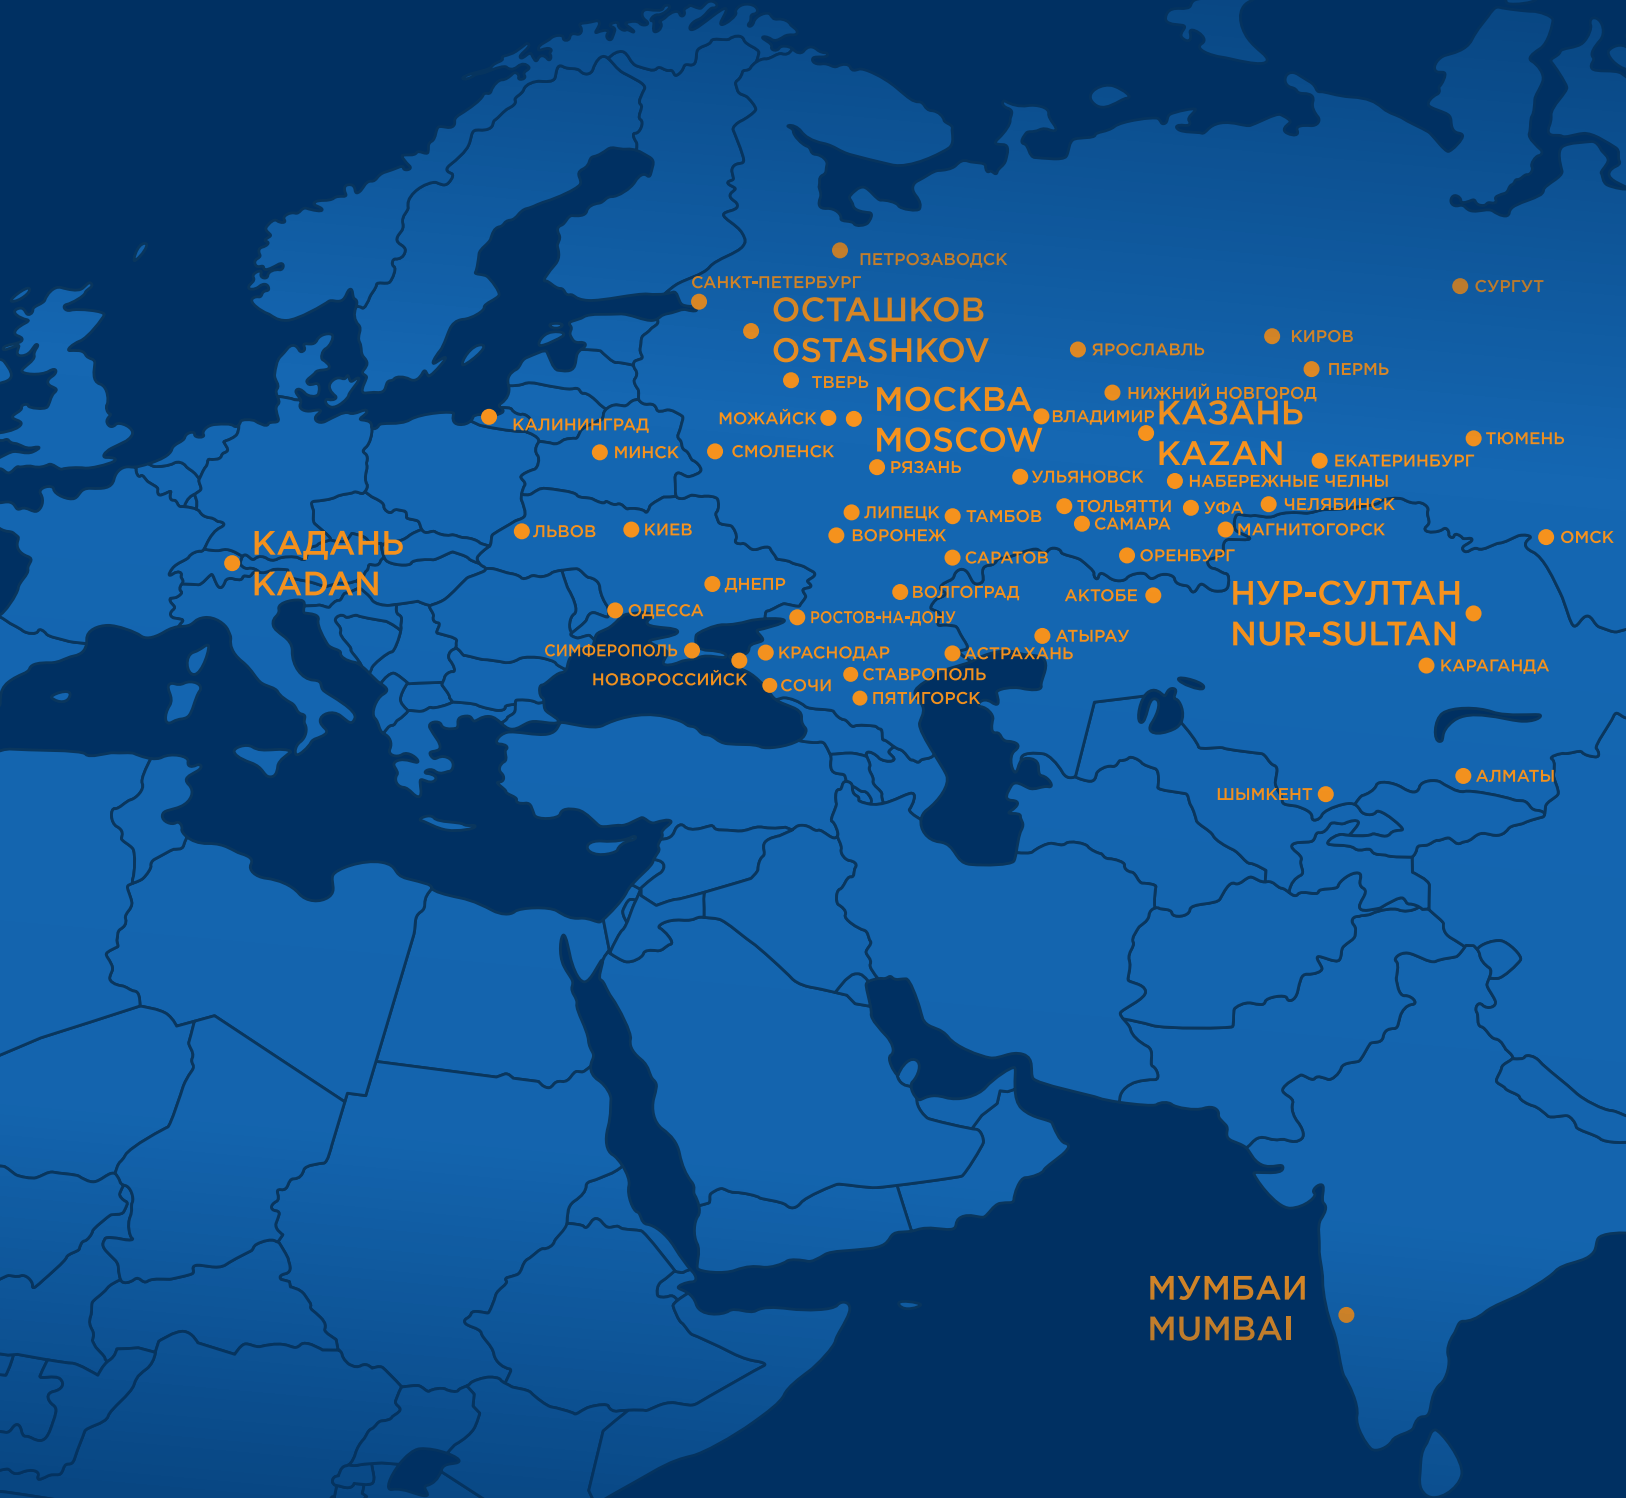 ПЕТРОЗАВОДСК
САНКТ-ПЕТЕРБУРГ
СУРГУТ
ОСТАШКОВ
OSTASHKOV
КИРОВ
ЯРОСЛАВЛЬ
ПЕРМЬ
ТВЕРЬ
НИЖНИЙ НОВГОРОД
МОСКВА
MOSCOW
МОЖАЙСК
ВЛАДИМИР
КАЗАНЬ
KAZAN
КАЛИНИНГРАД
ТЮМЕНЬ
МИНСК
СМОЛЕНСК
ЕКАТЕРИНБУРГ
РЯЗАНЬ
УЛЬЯНОВСК
НАБЕРЕЖНЫЕ ЧЕЛНЫ
ЧЕЛЯБИНСК
ТОЛЬЯТТИ
УФА
ЛИПЕЦК
ТАМБОВ
САМАРА
МАГНИТОГОРСК
ЛЬВОВ
КИЕВ
ВОРОНЕЖ
ОМСК
КАДАНЬ
KADAN
САРАТОВ
ОРЕНБУРГ
ДНЕПР
ВОЛГОГРАД
АКТОБЕ
НУР-СУЛТАН
NUR-SULTAN
ОДЕССА
РОСТОВ-НА-ДОНУ
АТЫРАУ
СИМФЕРОПОЛЬ
КРАСНОДАР
АСТРАХАНЬ
КАРАГАНДА
НОВОРОССИЙСК
СТАВРОПОЛЬ
СОЧИ
ПЯТИГОРСК
АЛМАТЫ
ШЫМКЕНТ
МУМБАИ
MUMBAI